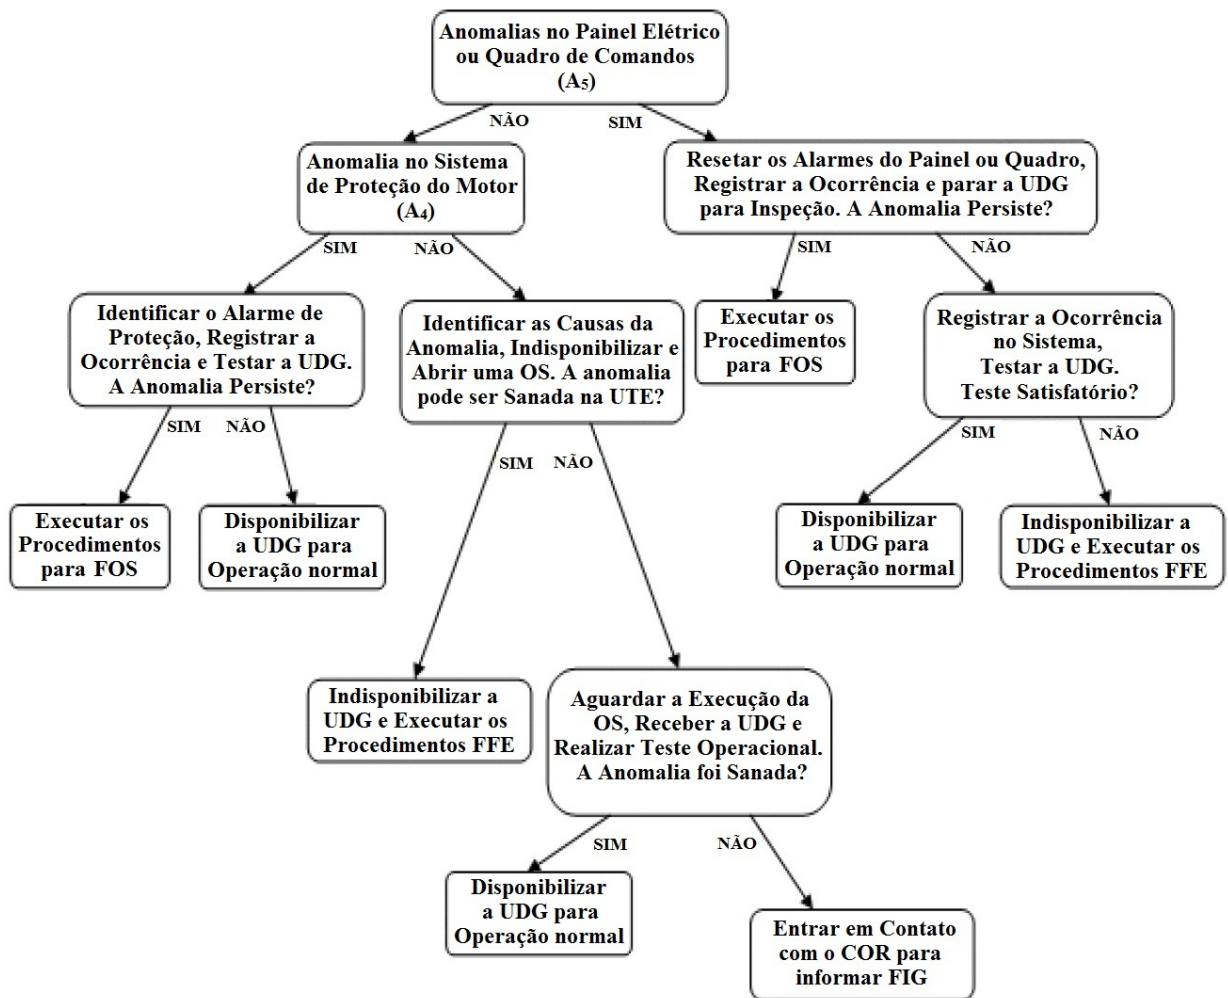 Anomalias no Painel Elétrico
ou Quadro de Comandos
(A₅)
NÃO
SIM
Anomalia no Sistema
de Proteção do Motor
(A₄)
Resetar os Alarmes do Painel ou Quadro,
Registrar a Ocorrência e parar a UDG
para Inspeção. A Anomalia Persiste?
SIM
NÃO
SIM
NÃO
Identificar o Alarme de
Proteção, Registrar a
Ocorrência e Testar a UDG.
A Anomalia Persiste?
Identificar as Causas da
Anomalia, Indisponibilizar e
Abrir uma OS. A anomalia
pode ser Sanada na UTE?
Executar os
Procedimentos
para FOS
Registrar a Ocorrência
no Sistema,
Testar a UDG.
Teste Satisfatório?
SIM
NÃO
SIM
NÃO
SIM
NÃO
Executar os
Procedimentos
para FOS
Disponibilizar
a UDG para
Operação normal
Disponibilizar
a UDG para
Operação normal
Indisponibilizar a
UDG e Executar os
Procedimentos FFE
Indisponibilizar a
UDG e Executar os
Procedimentos FFE
Aguardar a Execução da
OS, Receber a UDG e
Realizar Teste Operacional.
A Anomalia foi Sanada?
SIM
NÃO
Disponibilizar
a UDG para
Operação normal
Entrar em Contato
com o COR para
informar FIG